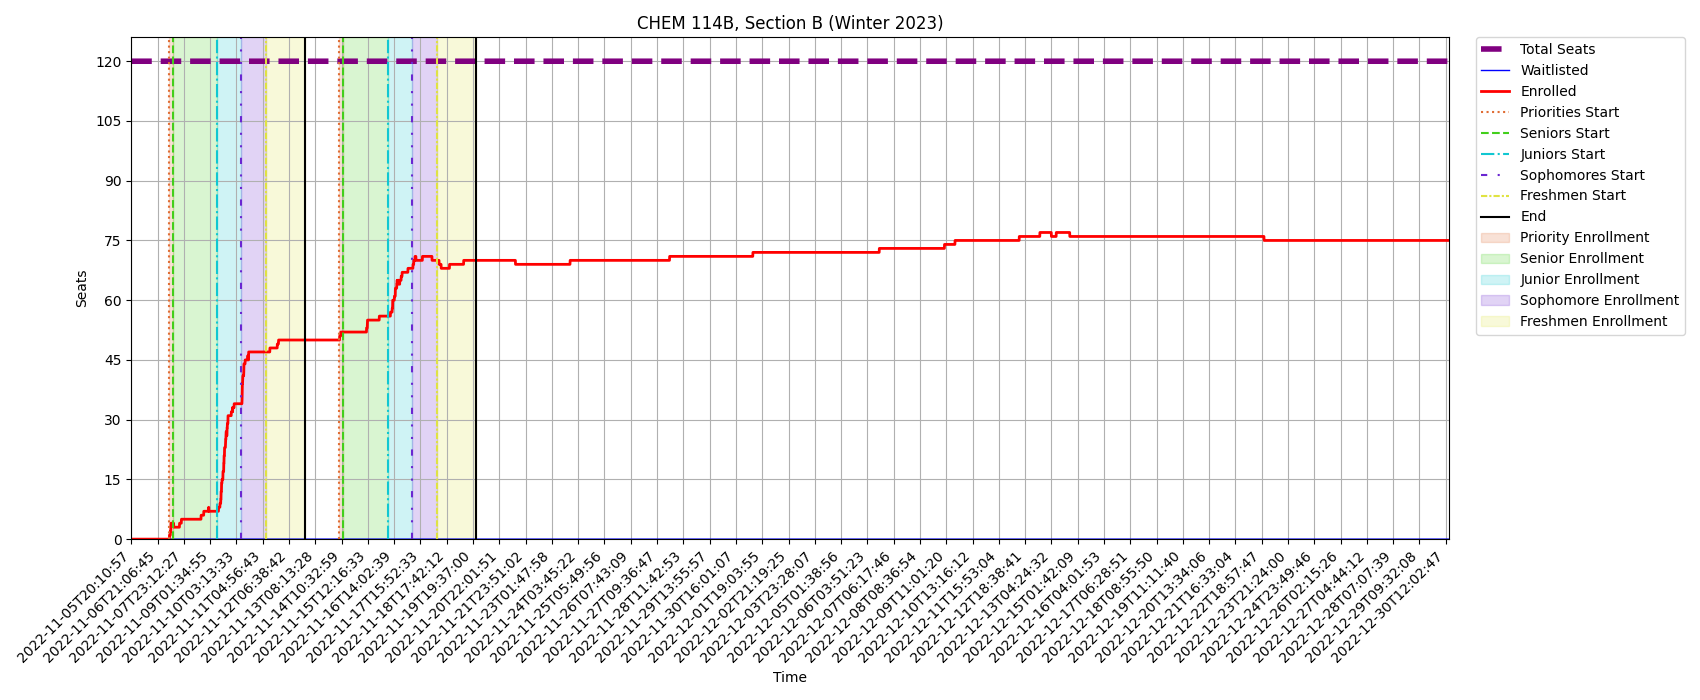 CHEM 114B, Section B (Winter 2023)
Total Seats
Waitlisted
Enrolled
Priorities Start
Seniors Start
Juniors Start
Sophomores Start
Freshmen Start
End
Priority Enrollment
Senior Enrollment
Junior Enrollment
Sophomore Enrollment
Freshmen Enrollment
Seats
120
105
90
75
60
45
30
15
0
2022-11-05T20:10:57
2022-11-06T21:06:45
2022-11-07T23:12:27
2022-11-09T01:34:55
2022-11-10T03:13:33
2022-11-11T04:56:43
2022-11-12T06:38:42
2022-11-13T08:13:28
2022-11-14T10:32:59
2022-11-15T12:16:33
2022-11-16T14:02:39
2022-11-17T15:52:33
2022-11-18T17:42:12
2022-11-19T19:37:00
2022-11-20T22:01:51
2022-11-21T23:51:02
2022-11-23T01:47:58
2022-11-24T03:45:22
2022-11-25T05:49:56
2022-11-26T07:43:09
2022-11-27T09:36:47
2022-11-28T11:42:53
2022-11-29T13:55:57
2022-11-30T16:01:07
2022-12-01T19:03:55
2022-12-02T21:19:25
2022-12-03T23:28:07
2022-12-05T01:38:56
2022-12-06T03:51:23
2022-12-07T06:17:46
2022-12-08T08:36:54
2022-12-09T11:01:20
2022-12-10T13:16:12
2022-12-11T15:53:04
2022-12-12T18:38:41
2022-12-13T04:24:32
2022-12-15T01:42:09
2022-12-16T04:01:53
2022-12-17T06:28:51
2022-12-18T08:55:50
2022-12-19T11:11:40
2022-12-20T13:34:06
2022-12-21T16:33:04
2022-12-22T18:57:47
2022-12-23T21:24:00
2022-12-24T23:49:46
2022-12-26T02:15:26
2022-12-27T04:44:12
2022-12-28T07:07:39
2022-12-29T09:32:08
2022-12-30T12:02:47
Time